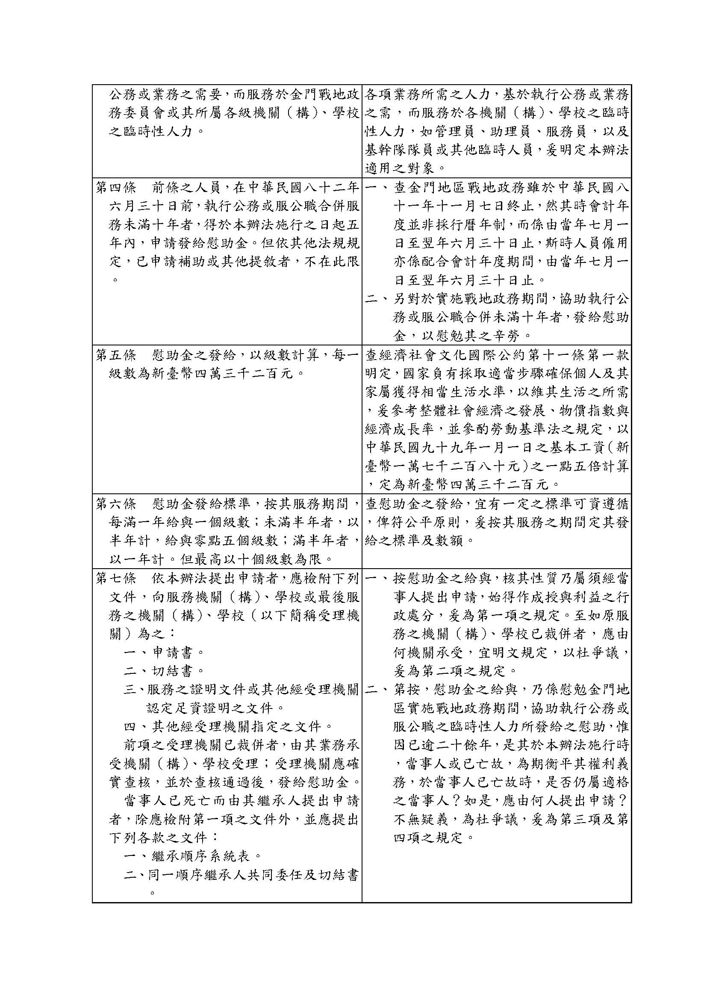 公務或業務之需要，而服務於金門戰地政
務委員會或其所屬各級機關（構）、學校
之臨時性人力。
各項業務所需之人力，基於執行公務或業務
之需，而服務於各機關（構）、學校之臨時
性人力，如管理員、助理員、服務員，以及
基幹隊隊員或其他臨時人員，爰明定本辦法
適用之對象。
第四條　前條之人員，在中華民國八十二年
六月三十日前，執行公務或服公職合併服
務未滿十年者，得於本辦法施行之日起五
年內，申請發給慰助金。但依其他法規規
定，已申請補助或其他提敘者，不在此限
。
一、查金門地區戰地政務雖於中華民國八
十一年十一月七日終止，然其時會計年
度並非採行曆年制，而係由當年七月一
日至翌年六月三十日止，斯時人員僱用
亦係配合會計年度期間，由當年七月一
日至翌年六月三十日止。
二、另對於實施戰地政務期間，協助執行公
務或服公職合併未滿十年者，發給慰助
金，以慰勉其之辛勞。
第五條　慰助金之發給，以級數計算，每一
級數為新臺幣四萬三千二百元。
查經濟社會文化國際公約第十一條第一款
明定，國家負有採取適當步驟確保個人及其
家屬獲得相當生活水準，以維其生活之所需
，爰參考整體社會經濟之發展、物價指數與
經濟成長率，並參酌勞動基準法之規定，以
中華民國九十九年一月一日之基本工資（新
臺幣一萬七千二百八十元）之一點五倍計算
，定為新臺幣四萬三千二百元。
第六條　慰助金發給標準，按其服務期間，
每滿一年給與一個級數；未滿半年者，以
半年計，給與零點五個級數；滿半年者，
以一年計。但最高以十個級數為限。
查慰助金之發給，宜有一定之標準可資遵循
，俾符公平原則，爰按其服務之期間定其發
給之標準及數額。
第七條　依本辦法提出申請者，應檢附下列
文件，向服務機關（構）、學校或最後服
務之機關（構）、學校（以下簡稱受理機
關）為之：
一、申請書。
二、切結書。
三、服務之證明文件或其他經受理機關
認定足資證明之文件。
四、其他經受理機關指定之文件。
前項之受理機關已裁併者，由其業務承
受機關（構）、學校受理；受理機關應確
實查核，並於查核通過後，發給慰助金。
當事人已死亡而由其繼承人提出申請
者，除應檢附第一項之文件外，並應提出
下列各款之文件：
一、繼承順序系統表。
二、同一順序繼承人共同委任及切結書
。
一、按慰助金之給與，核其性質乃屬須經當
事人提出申請，始得作成授與利益之行
政處分，爰為第一項之規定。至如原服
務之機關（構）、學校已裁併者，應由
何機關承受，宜明文規定，以杜爭議，
爰為第二項之規定。
二、第按，慰助金之給與，乃係慰勉金門地
區實施戰地政務期間，協助執行公務或
服公職之臨時性人力所發給之慰助，惟
因已逾二十餘年，是其於本辦法施行時
，當事人或已亡故，為期衡平其權利義
務，於當事人已亡故時，是否仍屬適格
之當事人？如是，應由何人提出申請？
不無疑義，為杜爭議，爰為第三項及第
四項之規定。